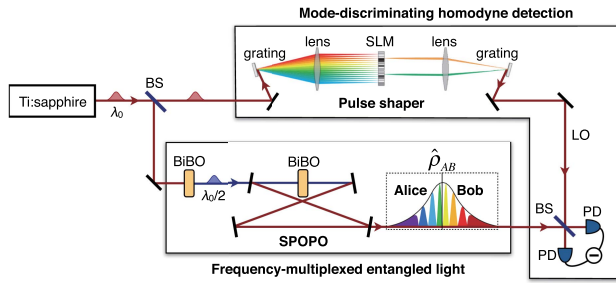 Mode-discriminating homodyne detection
grating
lens
SLM
lens
grating
Pulse shaper
Ti:sapphire
λ₀
BS
LO
BiBO
λ₀/2
BiBO
SPOPO
ρ̂_AB
Alice
Bob
BS
PD
PD
Frequency-multiplexed entangled light